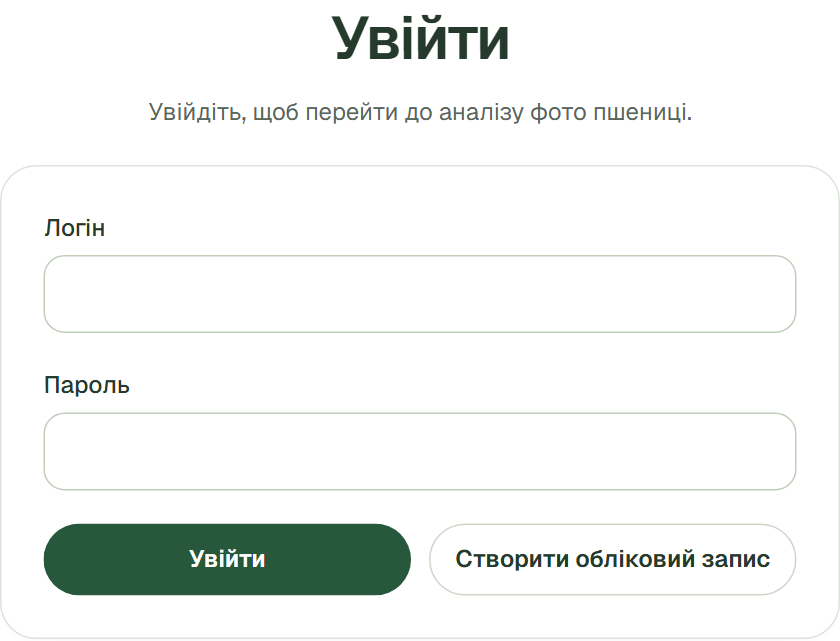 Увійти
Увійдіть, щоб перейти до аналізу фото пшениці.
Логін
Пароль
Увійти
Створити обліковий запис